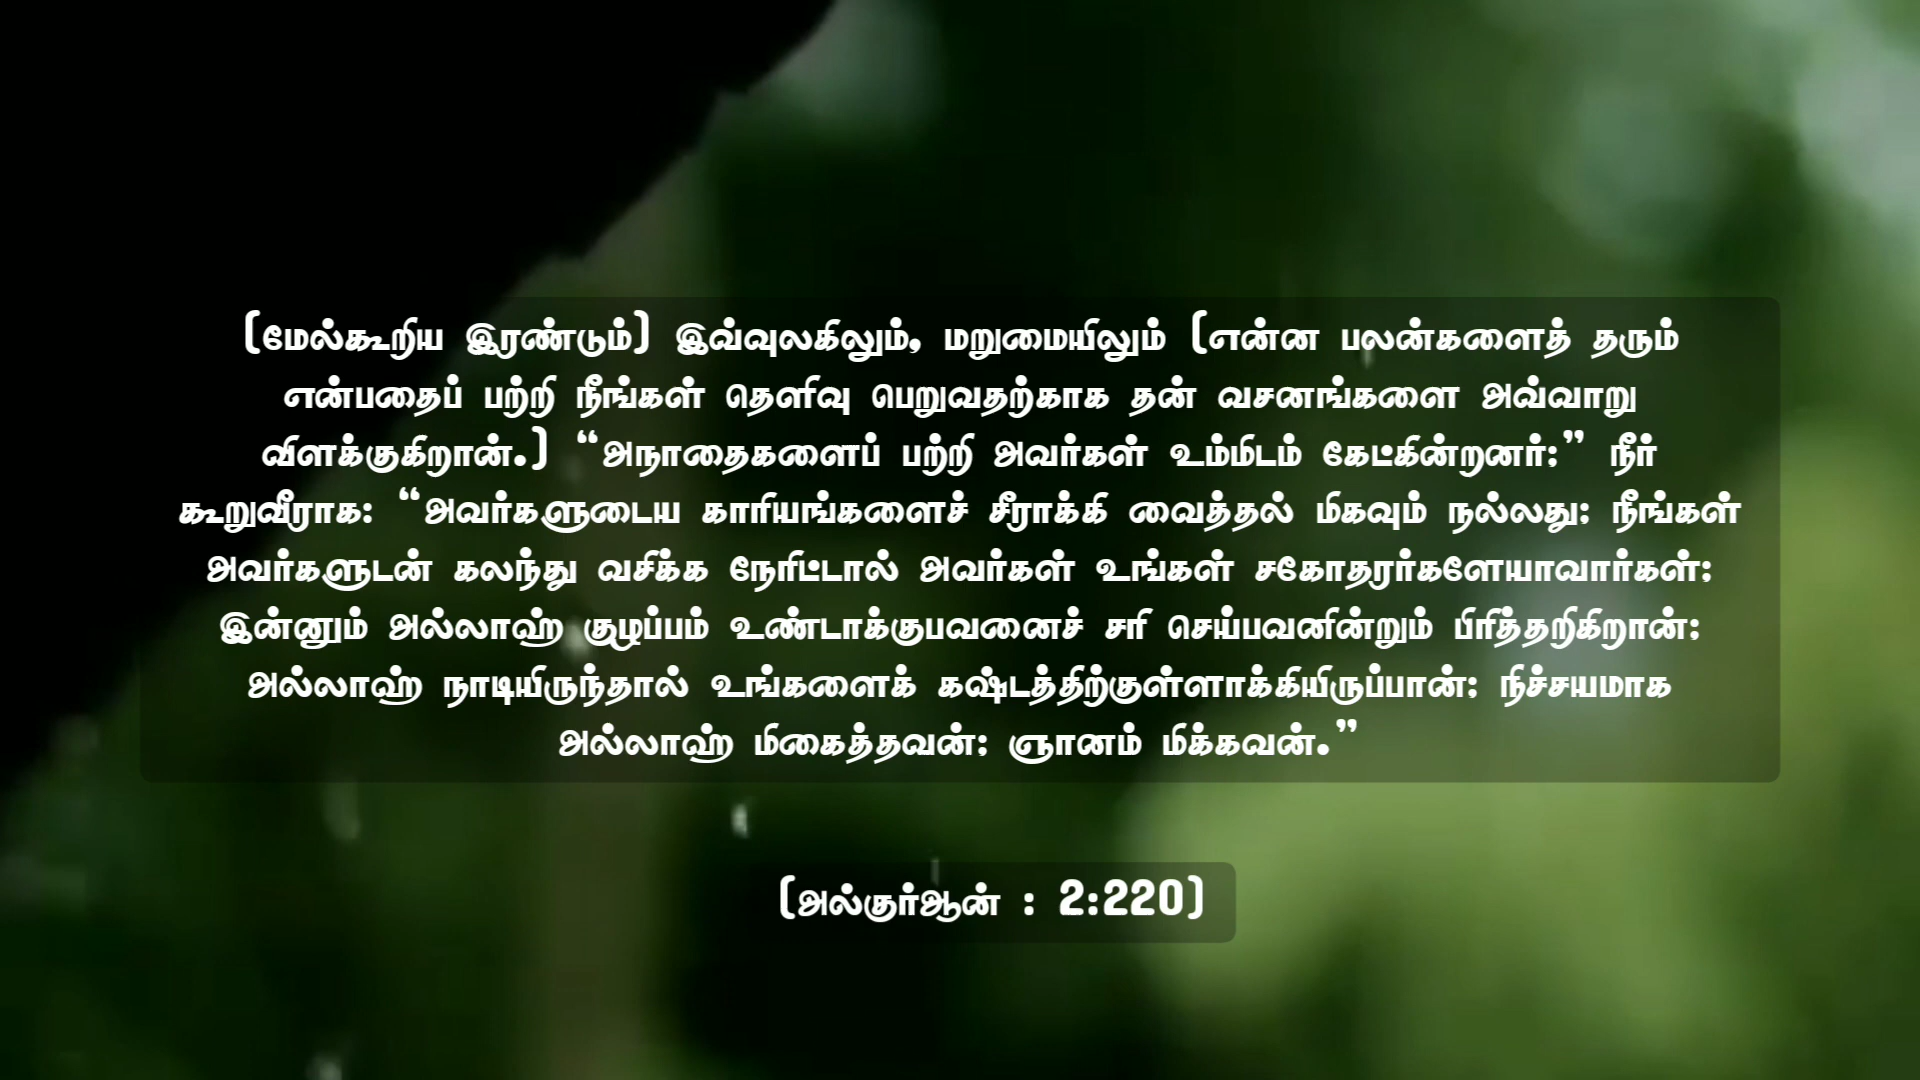 (மேல்கூறிய இரண்டும்) இவ்வுலகிலும், மறுமையிலும் (என்ன பலன்களைத் தரும்
என்பதைப் பற்றி நீங்கள் தெளிவு பெறுவதற்காக தன் வசனங்களை அவ்வாறு
விளக்குகிறான்.) “அநாதைகளைப் பற்றி அவர்கள் உம்மிடம் கேட்கின்றனர்;” நீர்
கூறுவீராக: “அவர்களுடைய காரியங்களைச் சீராக்கி வைத்தல் மிகவும் நல்லது; நீங்கள்
அவர்களுடன் கலந்து வசிக்க நேரிட்டால் அவர்கள் உங்கள் சகோதரர்களேயாவார்கள்;
இன்னும் அல்லாஹ் குழப்பம் உண்டாக்குபவனைச் சரி செய்பவனின்றும் பிரித்தறிகிறான்;
அல்லாஹ் நாடியிருந்தால் உங்களைக் கஷ்டத்திற்குள்ளாக்கியிருப்பான்; நிச்சயமாக
அல்லாஹ் மிகைத்தவன்; ஞானம் மிக்கவன்.”
(அல்குர்ஆன் : 2:220)